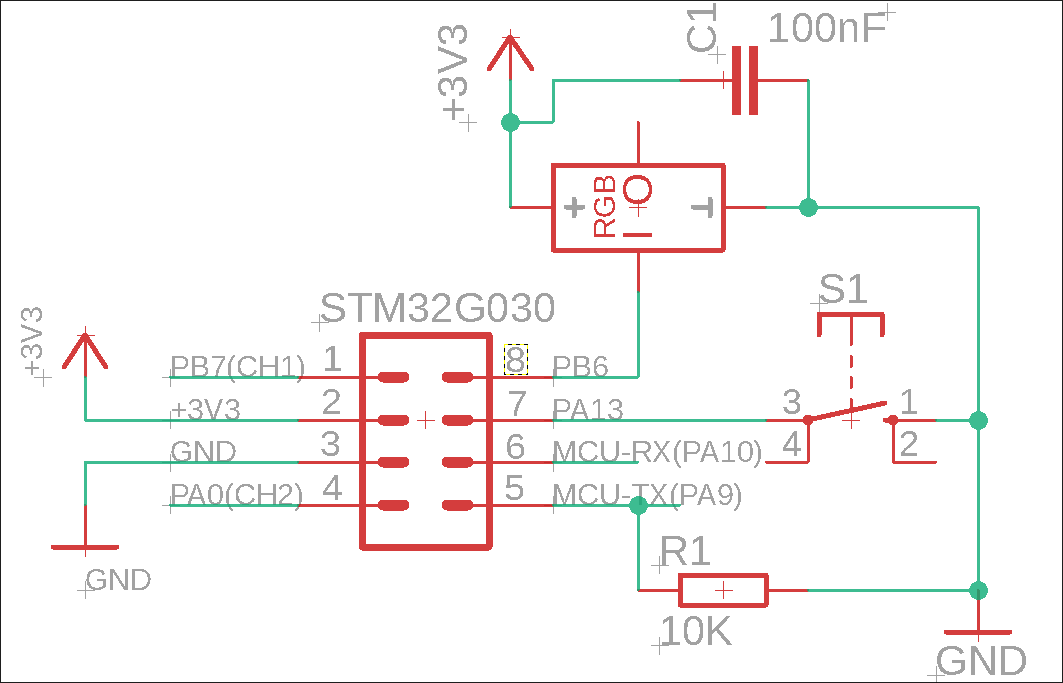 C1
100nF
+3V3
+
RGB
I
O
STM32G030
S1
+3V3
PB7(CH1)
1
8
PB6
+3V3
2
7
PA13
3
1
GND
3
6
MCU-RX(PA10)
4
2
PA0(CH2)
4
5
MCU-TX(PA9)
R1
GND
10K
GND